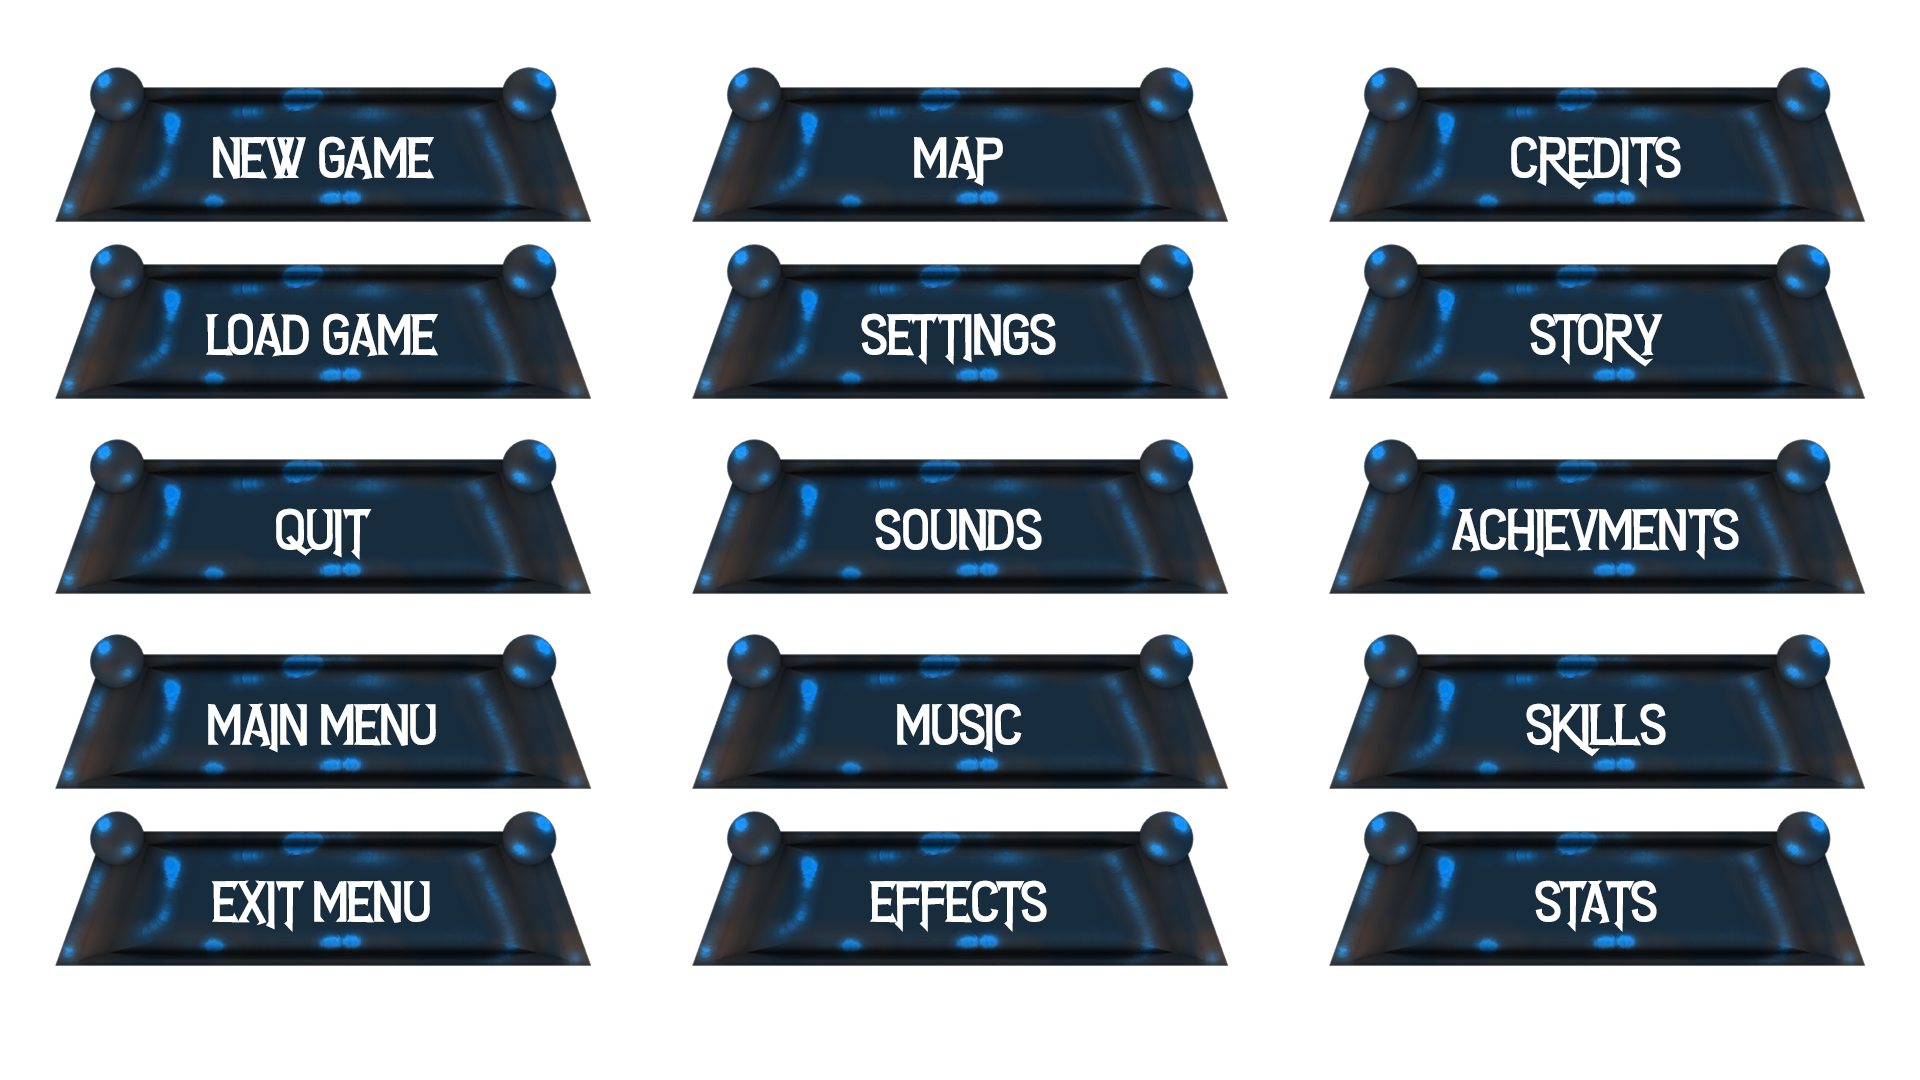 NEW GAME
MAP
CREDITS
LOAD GAME
SETTINGS
STORY
QUIT
SOUNDS
ACHIEVMENTS
MAIN MENU
MUSIC
SKILLS
EXIT MENU
EFFECTS
STATS